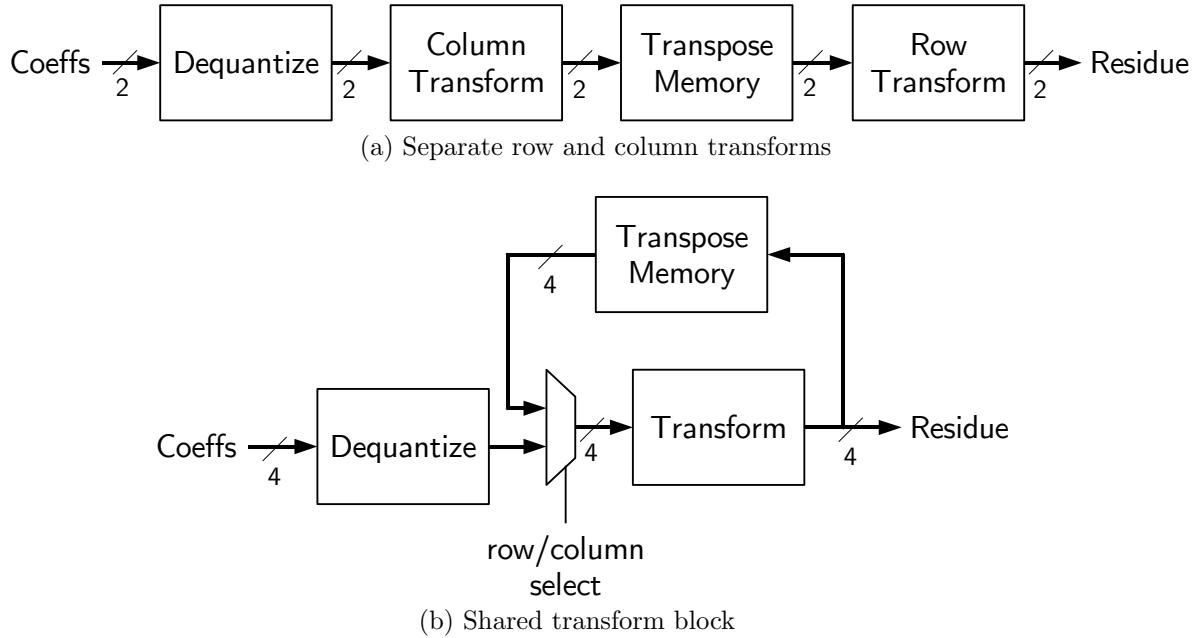 Coeffs
2
Dequantize
2
Column
Transform
2
Transpose
Memory
2
Row
Transform
2
Residue
(a) Separate row and column transforms
Transpose
Memory
4
Coeffs
4
Dequantize
4
Transform
4
Residue
row/column
select
(b) Shared transform block